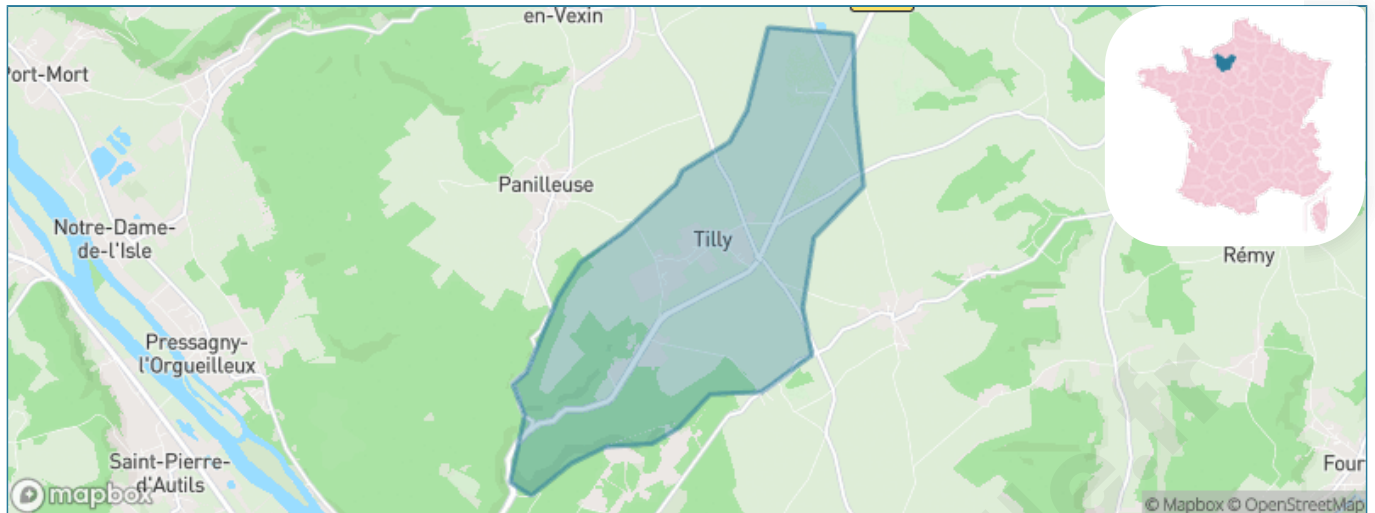 en-Vexin
Port-Mort
Panilleuse
Notre-Dame-
de-l'Isle
Tilly
Rémy
Pressagny-
l'Orgueilleux
Saint-Pierre-
d'Autils
Four
mapbox
© Mapbox © OpenStreetMap